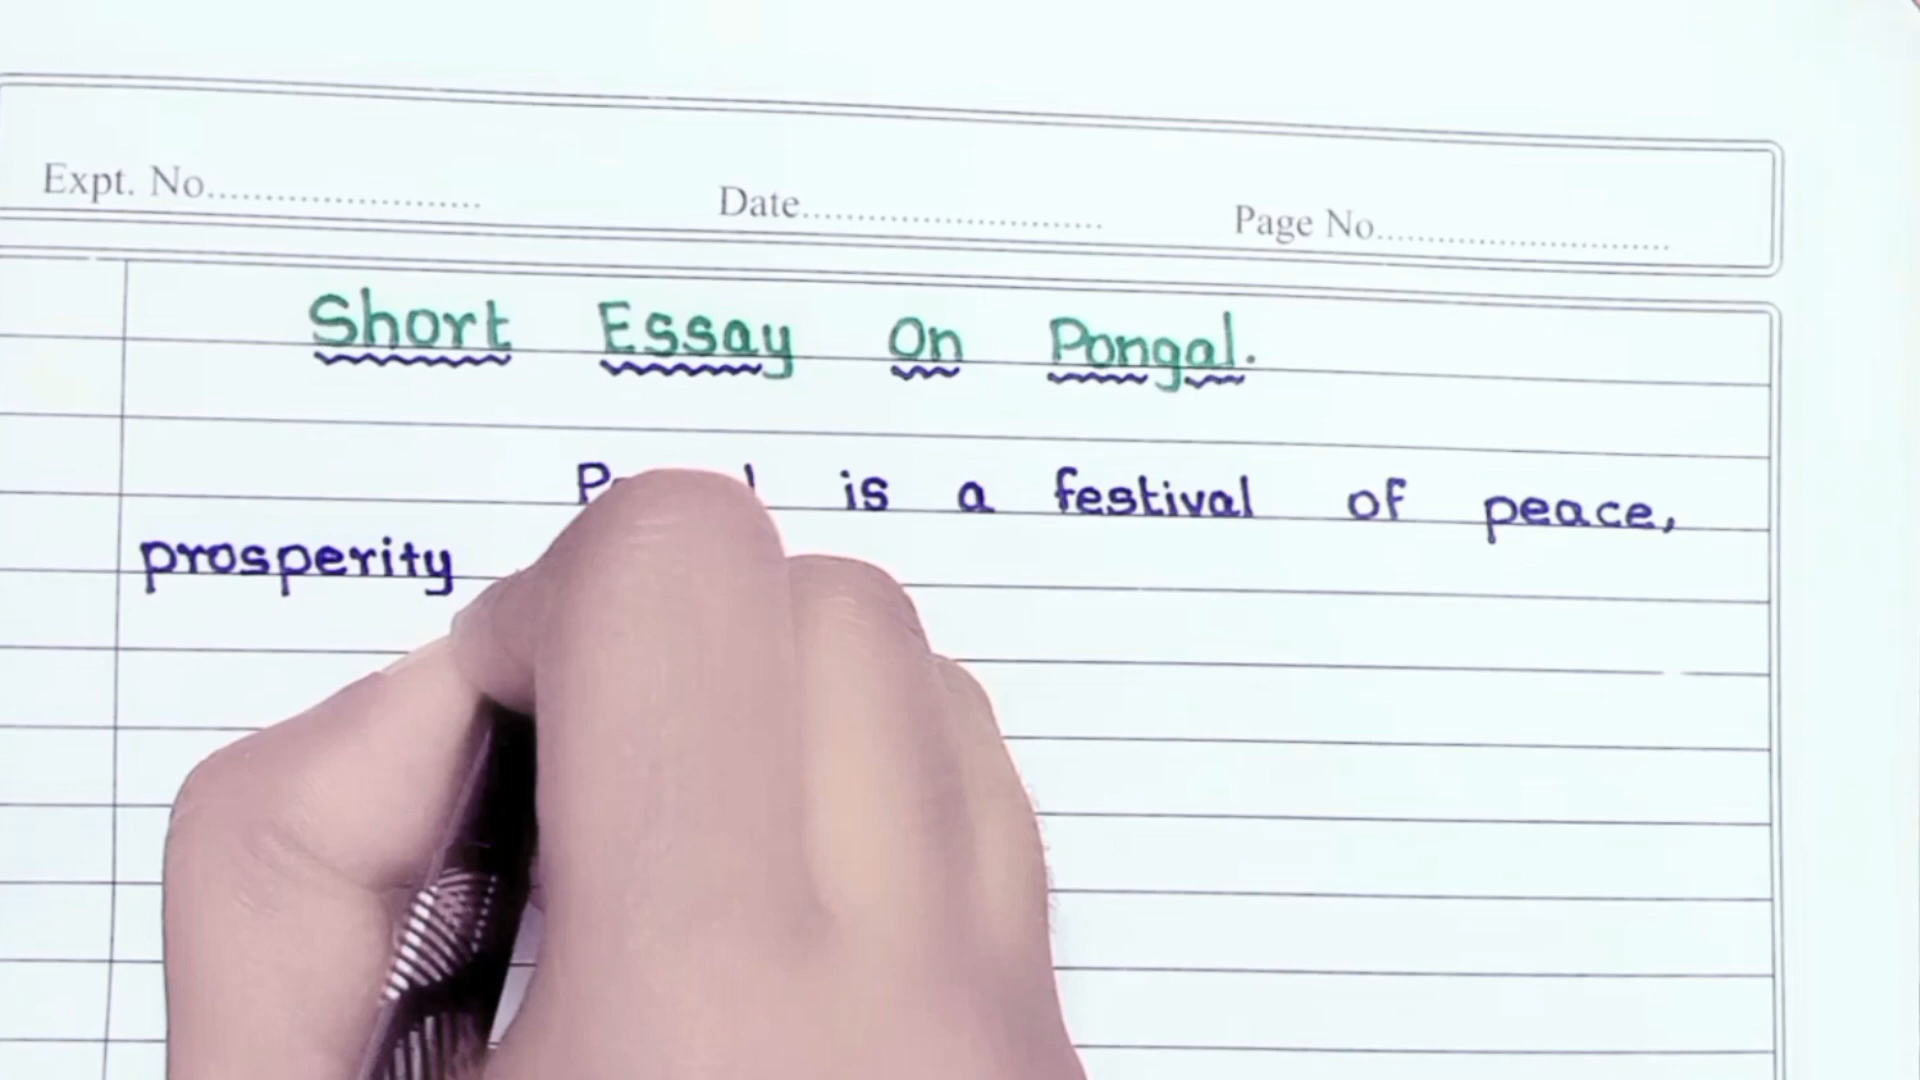 Expt. No........................ Date.......................... Page No..........................
Short Essay On Pongal.
is a festival of peace,
prosperity